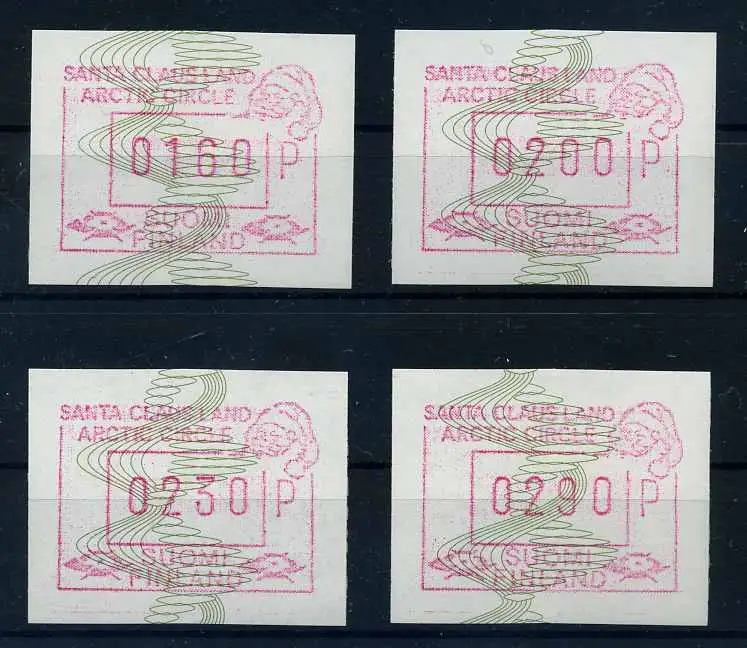 SANTA CLAUS LAND
ARCTIC CIRCLE
0160 P
SUOMI
FINLAND
SANTA CLAUS LAND
ARCTIC CIRCLE
0200 P
SUOMI
FINLAND
SANTA CLAUS LAND
ARCTIC CIRCLE
0230 P
SUOMI
FINLAND
SANTA CLAUS LAND
ARCTIC CIRCLE
0280 P
SUOMI
FINLAND